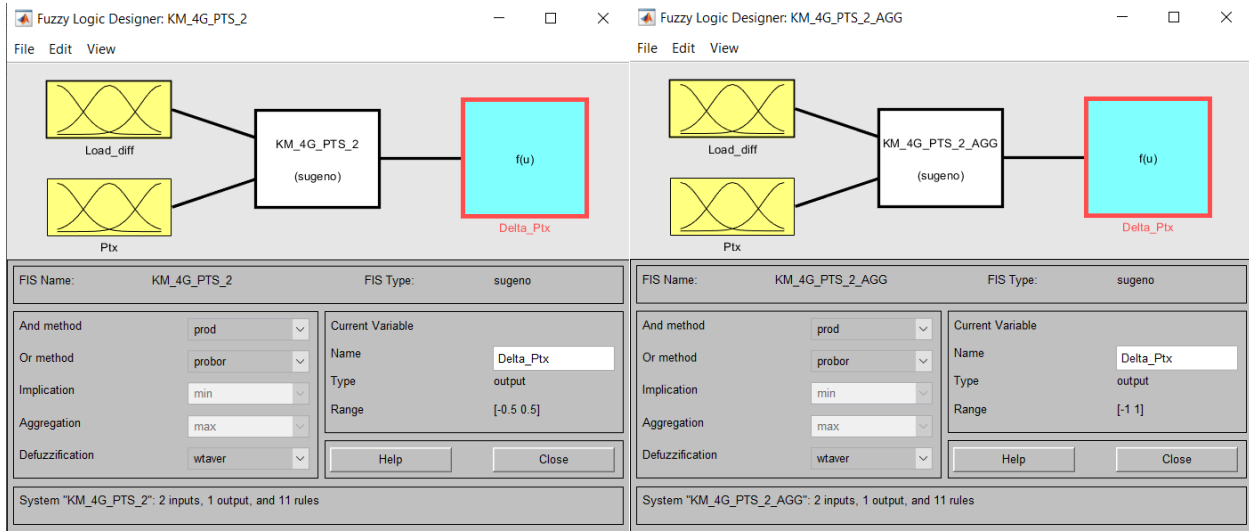 Fuzzy Logic Designer: KM_4G_PTS_2
File Edit View
Load_diff
KM_4G_PTS_2
(sugeno)
f(u)
Ptx
Delta_Ptx
FIS Name: KM_4G_PTS_2 FIS Type: sugeno
And method prod
Or method probor
Implication min
Aggregation max
Defuzzification wtaver
Current Variable
Name Delta_Ptx
Type output
Range [-0.5 0.5]
Help Close
System "KM_4G_PTS_2": 2 inputs, 1 output, and 11 rules
Fuzzy Logic Designer: KM_4G_PTS_2_AGG
File Edit View
Load_diff
KM_4G_PTS_2_AGG
(sugeno)
f(u)
Ptx
Delta_Ptx
FIS Name: KM_4G_PTS_2_AGG FIS Type: sugeno
And method prod
Or method probor
Implication min
Aggregation max
Defuzzification wtaver
Current Variable
Name Delta_Ptx
Type output
Range [-1 1]
Help Close
System "KM_4G_PTS_2_AGG": 2 inputs, 1 output, and 11 rules